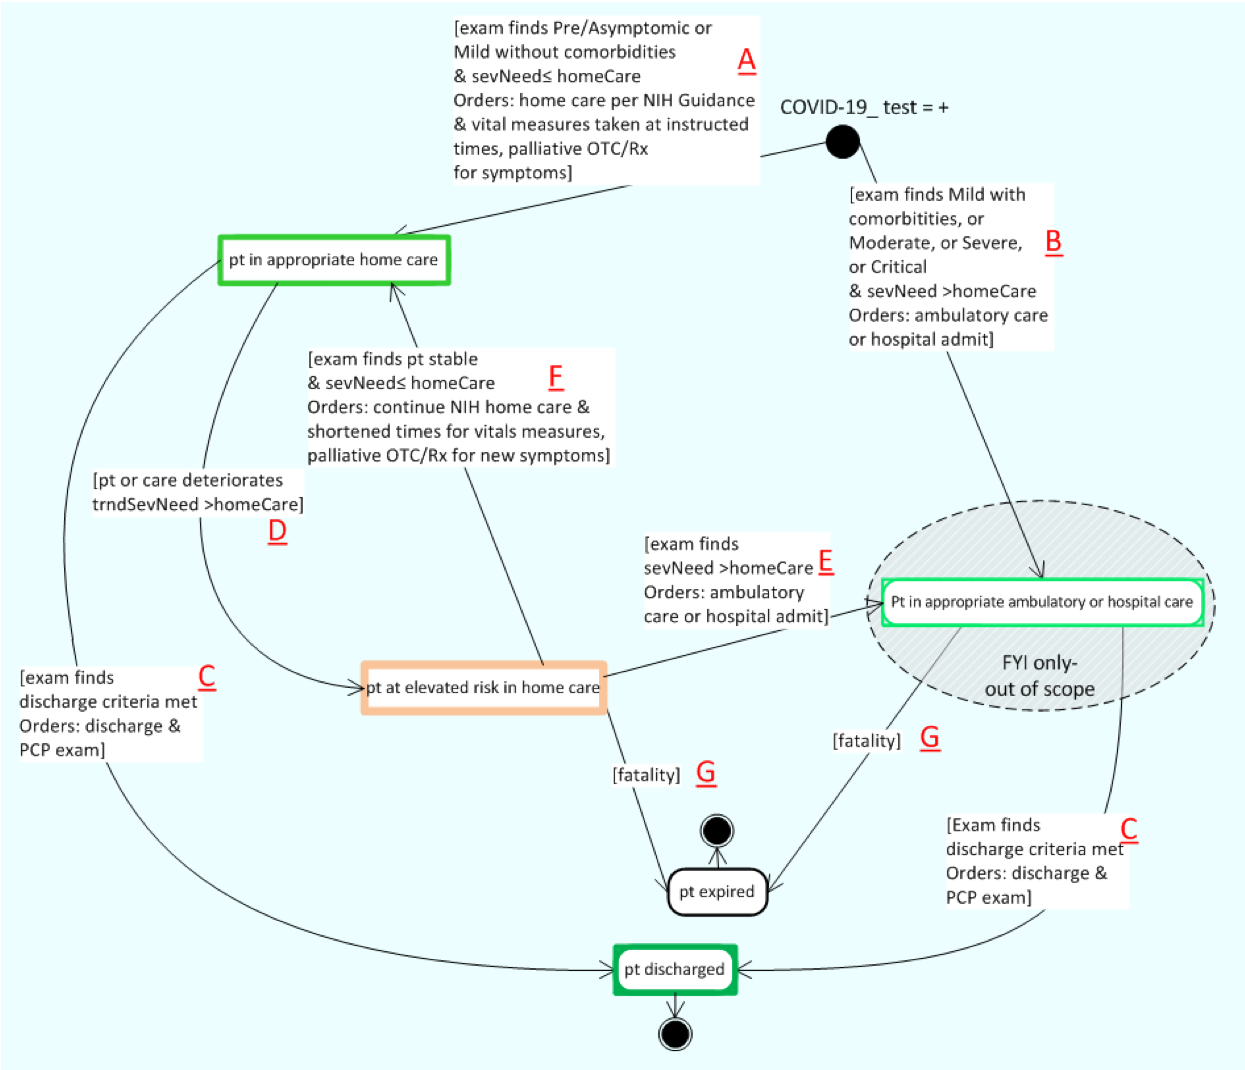 [exam finds Pre/Asymptomic or
Mild without comorbidities
& sevNeed≤ homeCare
Orders: home care per NIH Guidance
& vital measures taken at instructed
times, palliative OTC/Rx
for symptoms]
A
COVID-19_ test = +
[exam finds Mild with
comorbitities, or
Moderate, or Severe,
or Critical
& sevNeed >homeCare
Orders: ambulatory care
or hospital admit]
B
pt in appropriate home care
[exam finds pt stable
& sevNeed≤ homeCare
Orders: continue NIH home care &
shortened times for vitals measures,
palliative OTC/Rx for new symptoms]
F
[pt or care deteriorates
trndSevNeed >homeCare]
D
[exam finds
sevNeed >homeCare
Orders: ambulatory
care or hospital admit]
E
Pt in appropriate ambulatory or hospital care
FYI only-
out of scope
pt at elevated risk in home care
[exam finds
discharge criteria met
Orders: discharge &
PCP exam]
C
[fatality]
G
[fatality]
G
[Exam finds
discharge criteria met
Orders: discharge &
PCP exam]
C
pt expired
pt discharged